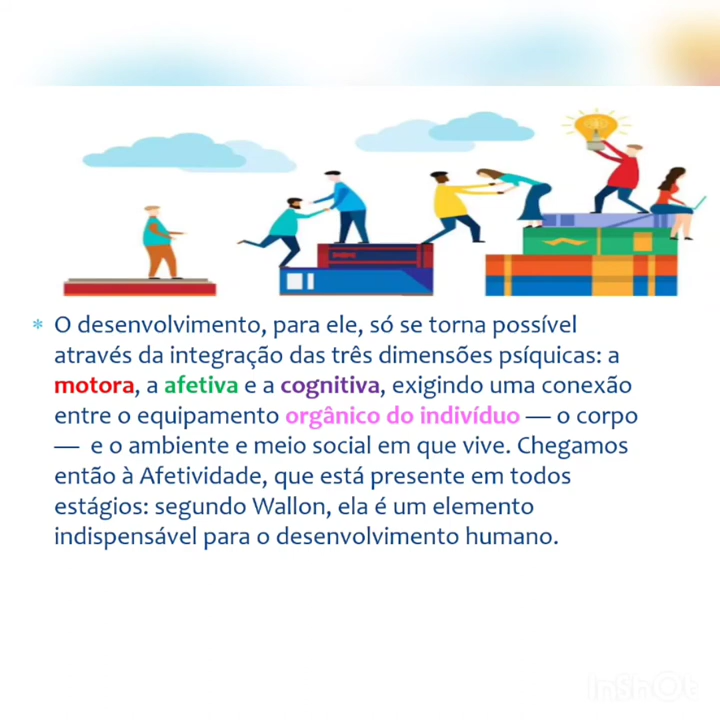 * O desenvolvimento, para ele, só se torna possível
através da integração das três dimensões psíquicas: a
motora, a afetiva e a cognitiva, exigindo uma conexão
entre o equipamento orgânico do indivíduo — o corpo
— e o ambiente e meio social em que vive. Chegamos
então à Afetividade, que está presente em todos
estágios: segundo Wallon, ela é um elemento
indispensável para o desenvolvimento humano.
InShOt